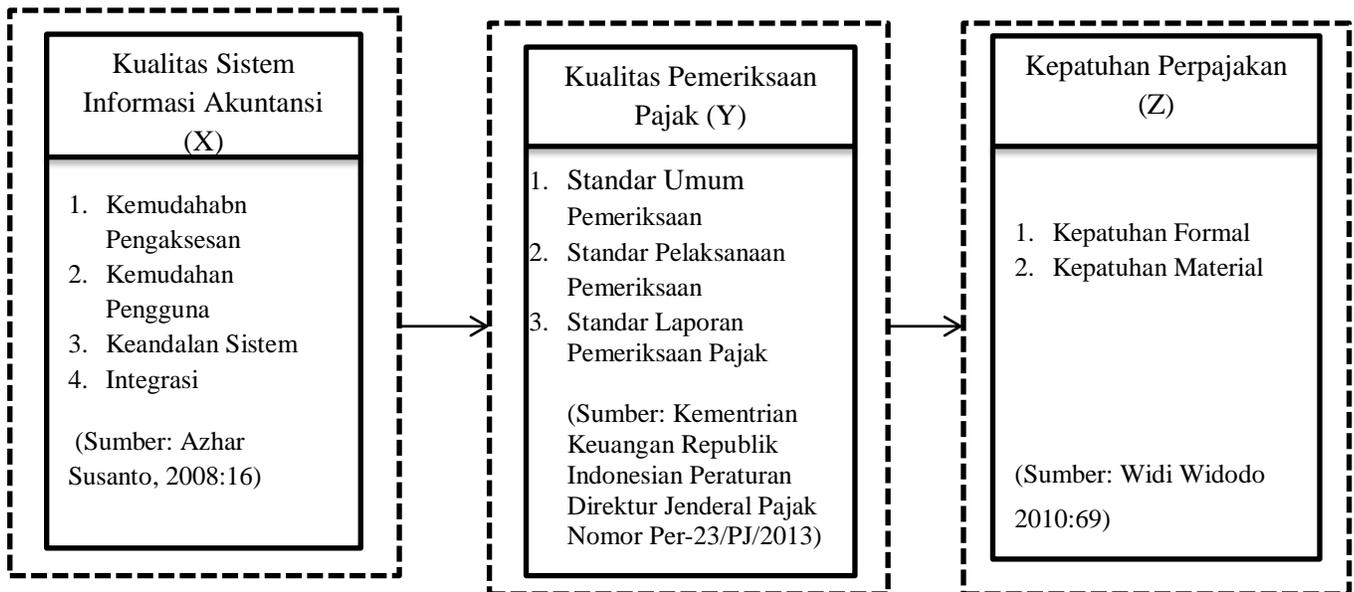 Kualitas Sistem
Informasi Akuntansi
(X)
1. Kemudahabn
Pengaksesan
2. Kemudahan
Pengguna
3. Keandalan Sistem
4. Integrasi
(Sumber: Azhar
Susanto, 2008:16)
Kualitas Pemeriksaan
Pajak (Y)
1. Standar Umum
Pemeriksaan
2. Standar Pelaksanaan
Pemeriksaan
3. Standar Laporan
Pemeriksaan Pajak
(Sumber: Kementrian
Keuangan Republik
Indonesian Peraturan
Direktur Jenderal Pajak
Nomor Per-23/PJ/2013)
Kepatuhan Perpajakan
(Z)
1. Kepatuhan Formal
2. Kepatuhan Material
(Sumber: Widi Widodo
2010:69)